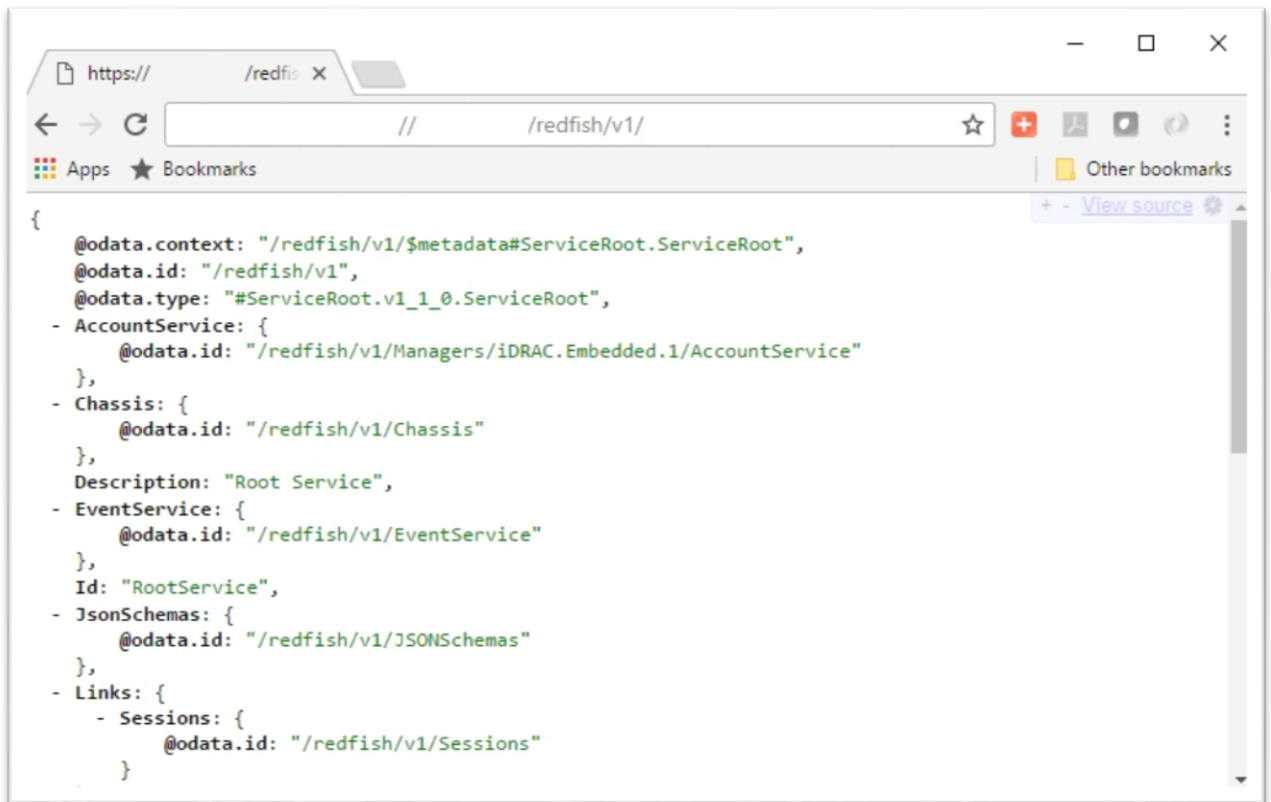 https:// /redfis
// /redfish/v1/
Apps Bookmarks Other bookmarks
+ - View source
{
@odata.context: "/redfish/v1/$metadata#ServiceRoot.ServiceRoot",
@odata.id: "/redfish/v1",
@odata.type: "#ServiceRoot.v1_1_0.ServiceRoot",
- AccountService: {
@odata.id: "/redfish/v1/Managers/iDRAC.Embedded.1/AccountService"
},
- Chassis: {
@odata.id: "/redfish/v1/Chassis"
},
Description: "Root Service",
- EventService: {
@odata.id: "/redfish/v1/EventService"
},
Id: "RootService",
- JsonSchemas: {
@odata.id: "/redfish/v1/JSONSchemas"
},
- Links: {
- Sessions: {
@odata.id: "/redfish/v1/Sessions"
}